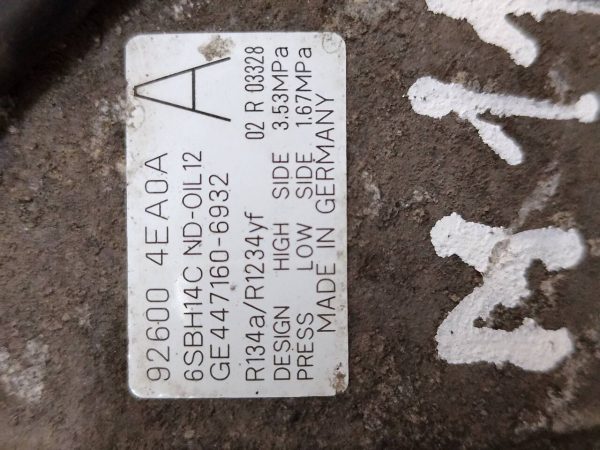 92600 4EA0A A
6SBH14C ND-OIL12
GE447160-6932
R134a/R1234yf 02 R 03328
DESIGN HIGH SIDE 3.53MPa
PRESS LOW SIDE 1.67MPa
MADE IN GERMANY